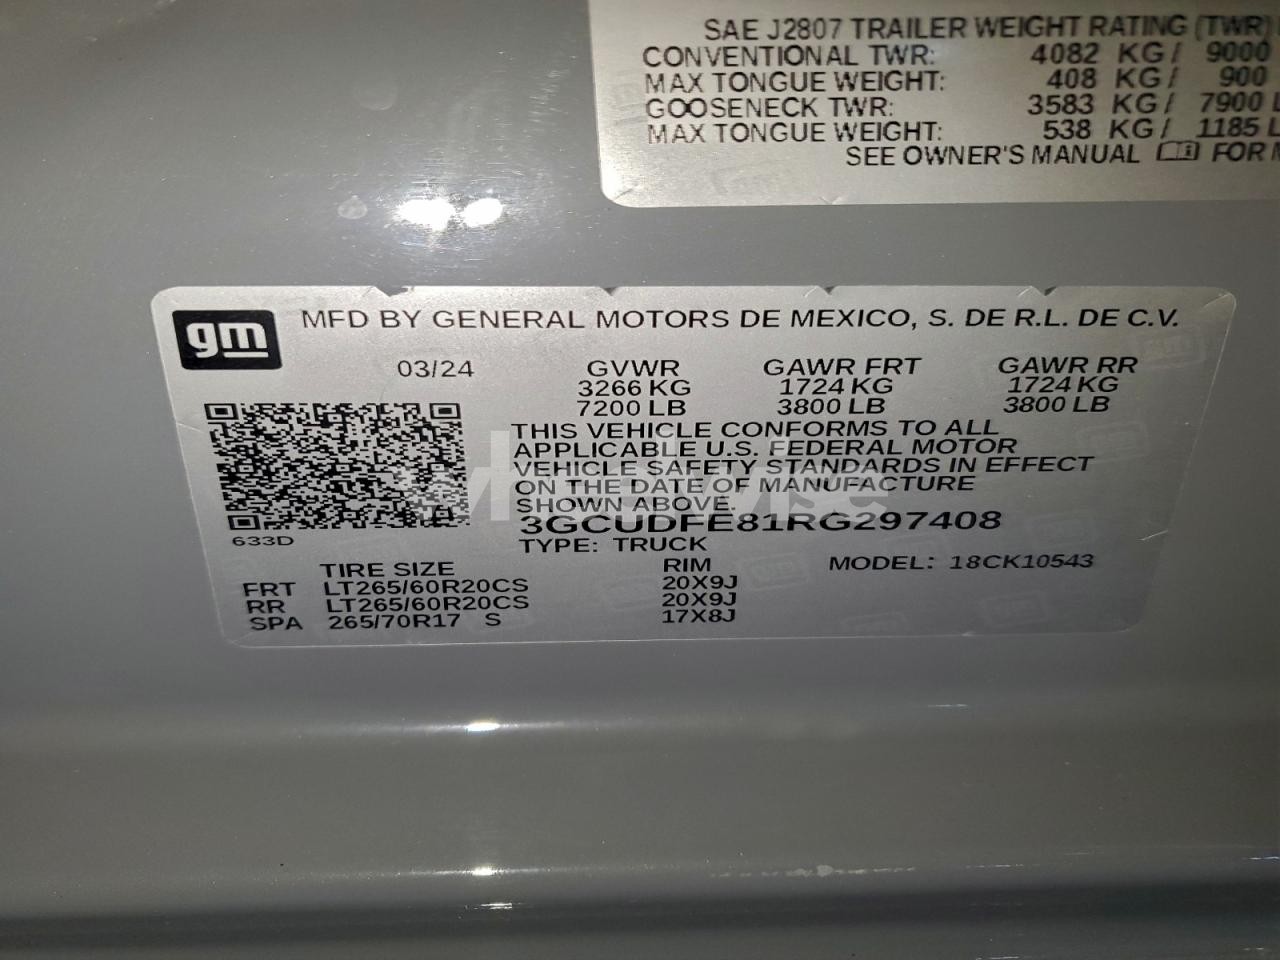 SAE J2807 TRAILER WEIGHT RATING (TWR)
CONVENTIONAL TWR: 4082 KG / 9000
MAX TONGUE WEIGHT: 408 KG / 900
GOOSENECK TWR: 3583 KG / 7900 L
MAX TONGUE WEIGHT: 538 KG / 1185 L
SEE OWNER'S MANUAL FOR
gm
MFD BY GENERAL MOTORS DE MEXICO, S. DE R.L. DE C.V.
03/24 GVWR GAWR FRT GAWR RR
3266 KG 1724 KG 1724 KG
7200 LB 3800 LB 3800 LB
THIS VEHICLE CONFORMS TO ALL
APPLICABLE U.S. FEDERAL MOTOR
VEHICLE SAFETY STANDARDS IN EFFECT
ON THE DATE OF MANUFACTURE
SHOWN ABOVE.
3GCUDFE81RG297408
633D
TYPE: TRUCK
TIRE SIZE RIM MODEL: 18CK10543
FRT LT265/60R20CS 20X9J
RR LT265/60R20CS 20X9J
SPA 265/70R17 S 17X8J